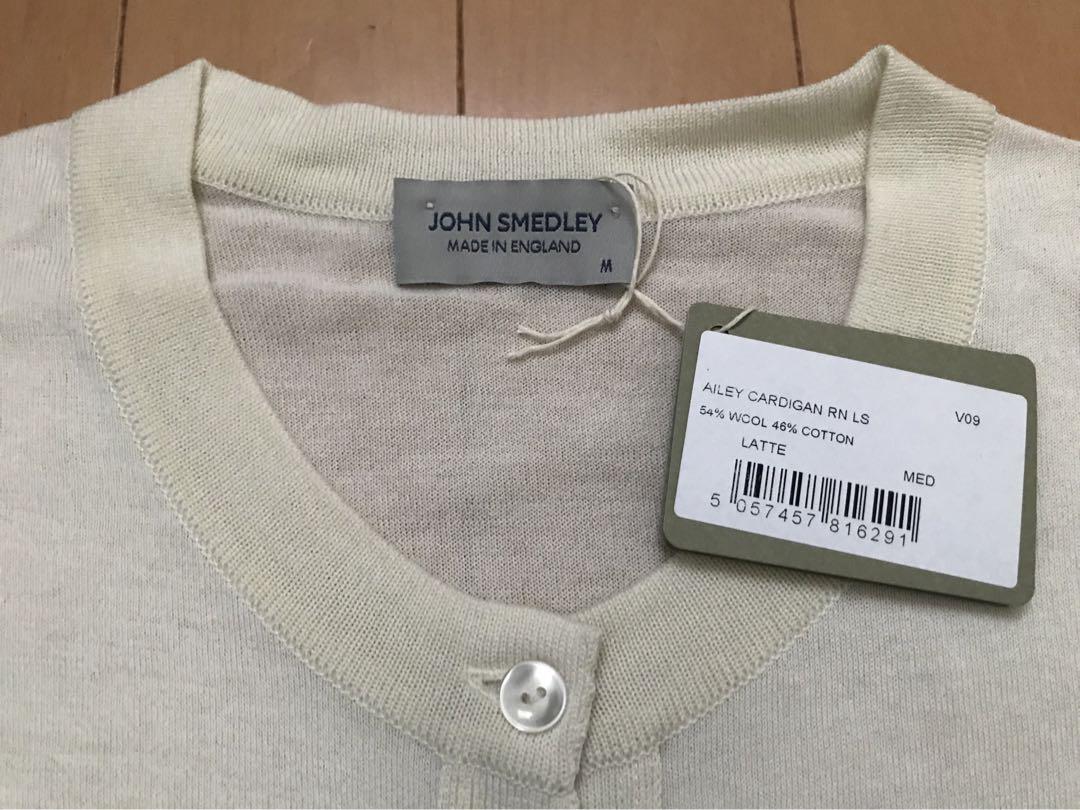 JOHN SMEDLEY
MADE IN ENGLAND
M
AILEY CARDIGAN RN LS V09
54% WOOL 46% COTTON
LATTE
MED
5 057457 816291